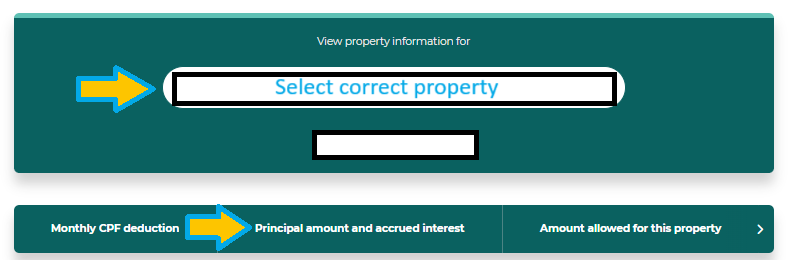 View property information for
Select correct property
Monthly CPF deduction
Principal amount and accrued interest
Amount allowed for this property